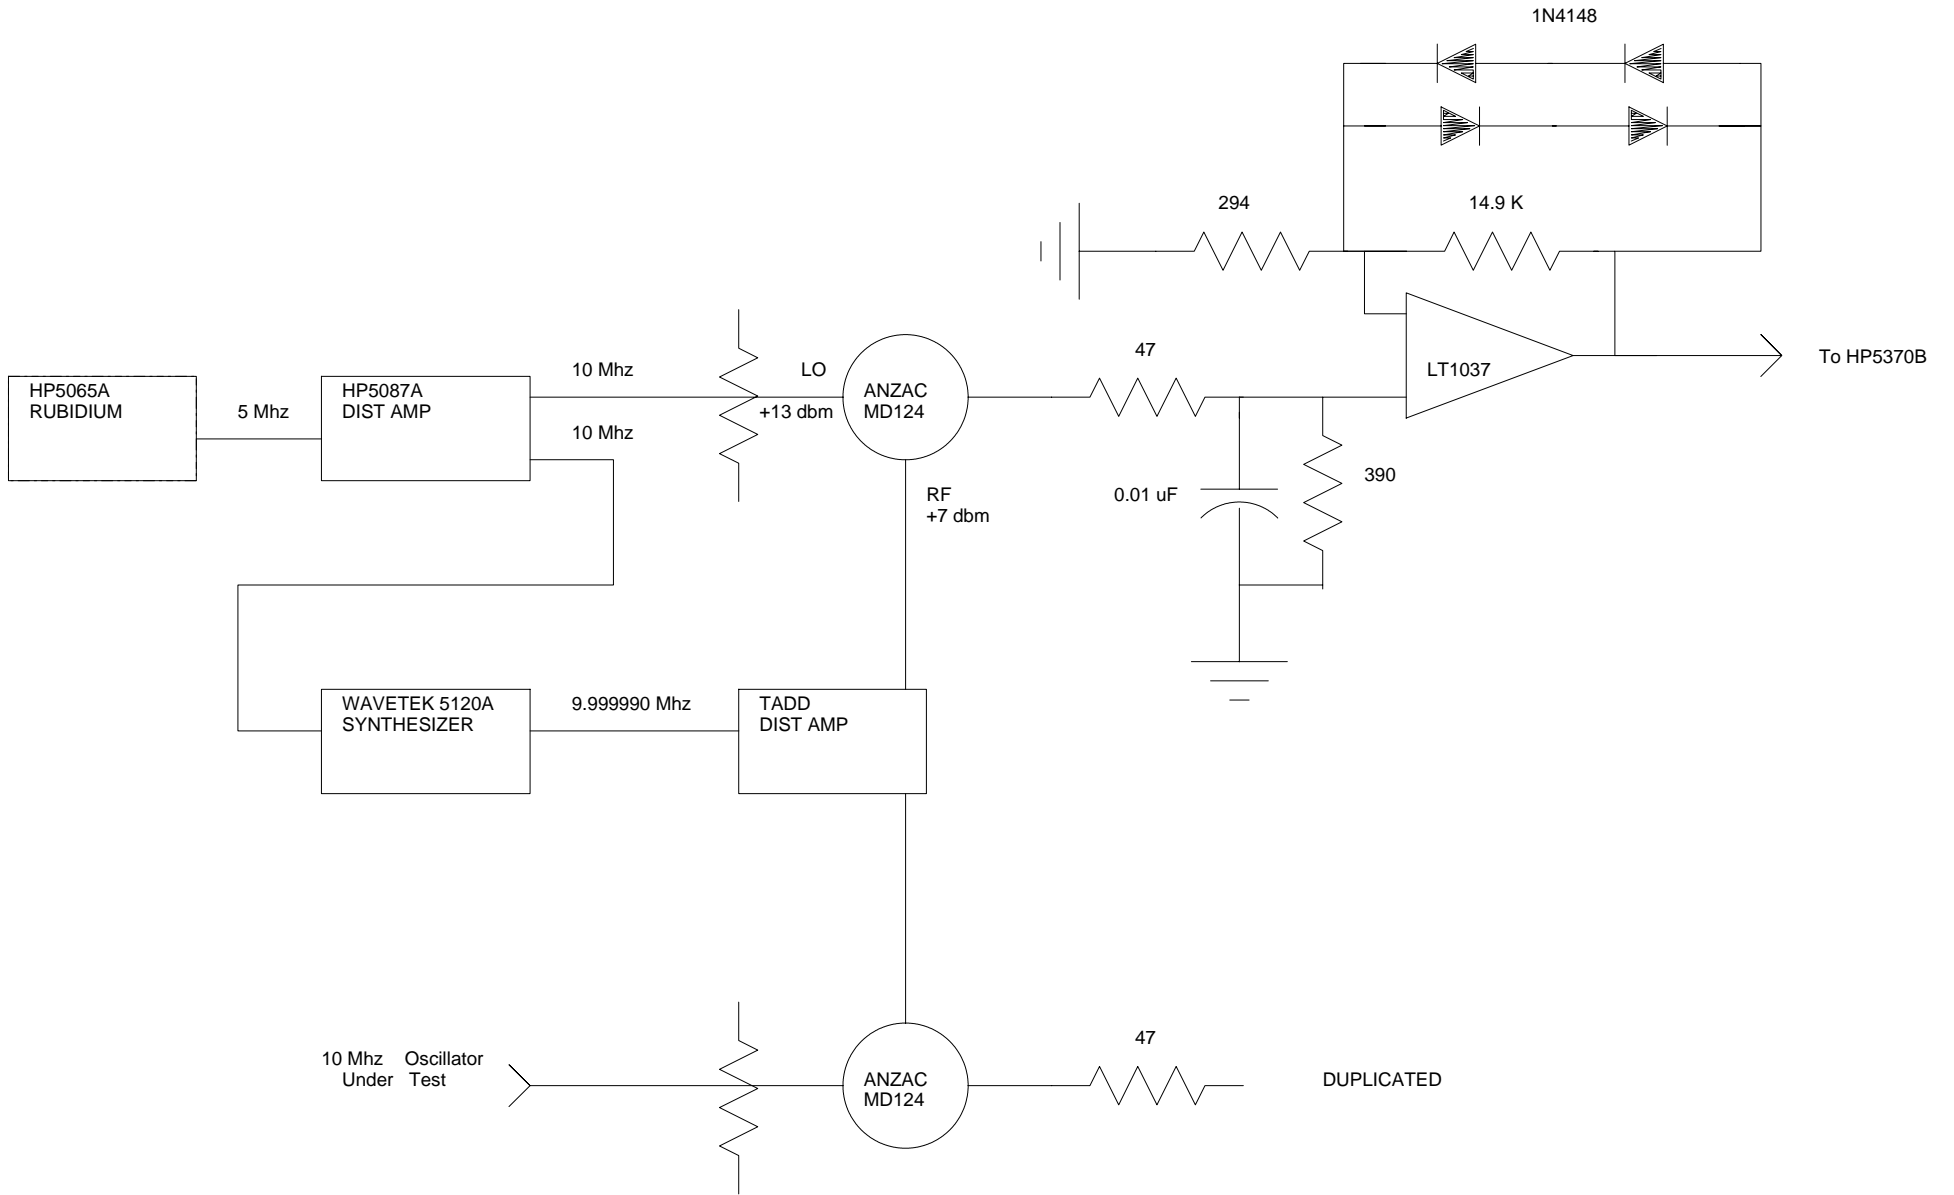 1N4148
294
14.9 K
47
LT1037
To HP5370B
HP5065A
RUBIDIUM
5 Mhz
HP5087A
DIST AMP
10 Mhz
10 Mhz
LO
+13 dbm
ANZAC
MD124
RF
+7 dbm
0.01 uF
390
WAVETEK 5120A
SYNTHESIZER
9.999990 Mhz
TADD
DIST AMP
10 Mhz Oscillator
Under Test
ANZAC
MD124
47
DUPLICATED